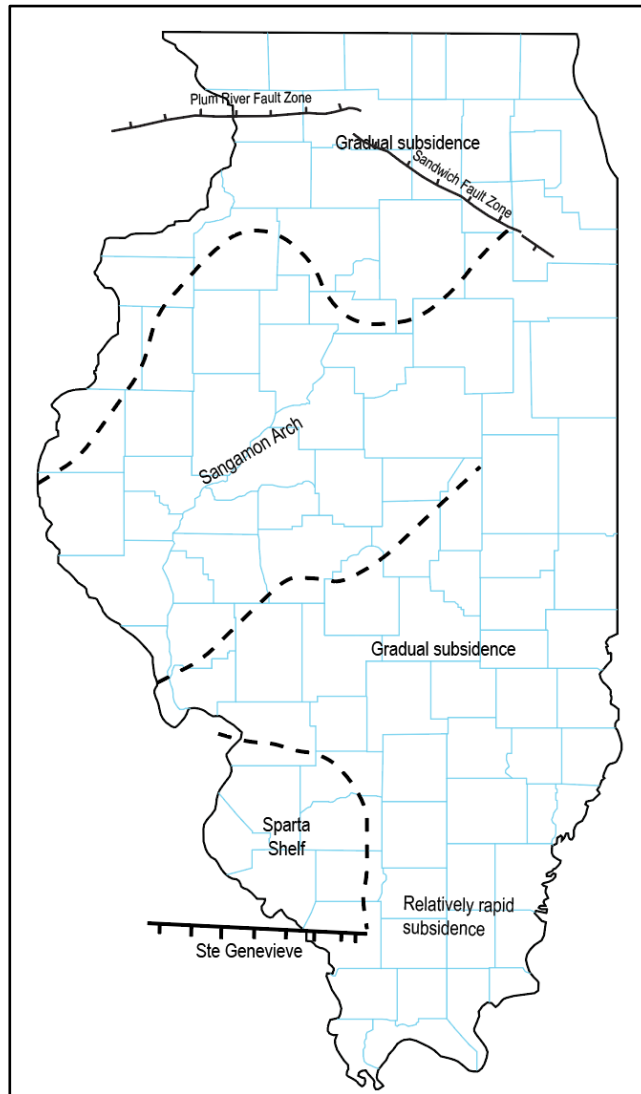 Plum River Fault Zone
Gradual subsidence
Sandwich Fault Zone
Sangamon Arch
Gradual subsidence
Sparta
Shelf
Relatively rapid
subsidence
Ste Genevieve